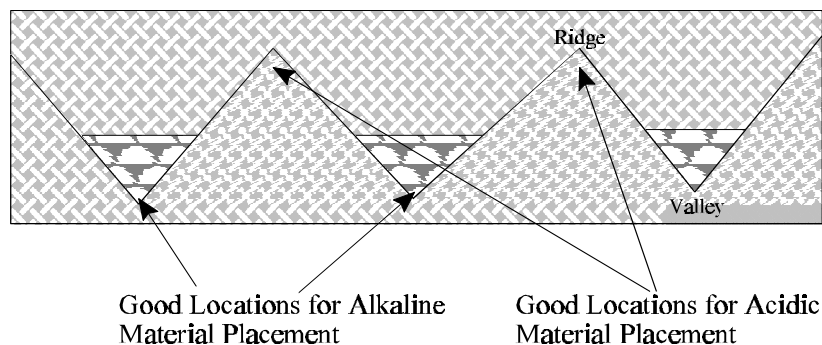 Ridge
Valley
Good Locations for Alkaline
Material Placement
Good Locations for Acidic
Material Placement